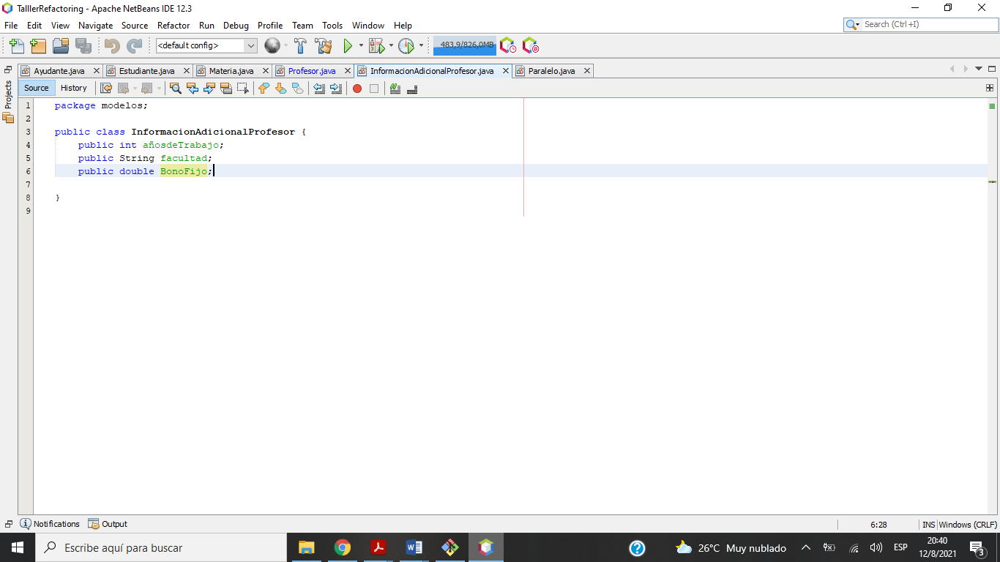 TalllerRefactoring - Apache NetBeans IDE 12.3
File Edit View Navigate Source Refactor Run Debug Profile Team Tools Window Help
Search (Ctrl+I)
<default config>
483,9/826,0MB
Ayudante.java Estudiante.java Materia.java Profesor.java InformacionAdicionalProfesor.java Paralelo.java
Projects
Source History
1 package modelos;
2
3 public class InformacionAdicionalProfesor {
4 public int añosdeTrabajo;
5 public String facultad;
6 public double BonoFijo;
7
8 }
9
Notifications Output
6:28 INS Windows (CRLF)
Escribe aquí para buscar
26°C Muy nublado
ESP
20:40
12/8/2021
3